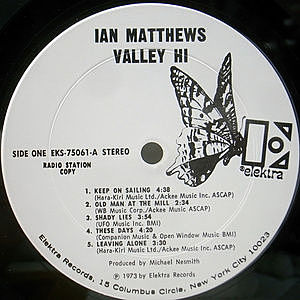 IAN MATTHEWS
VALLEY HI
SIDE ONE EKS-75061-A STEREO
RADIO STATION
COPY
elektra
1. KEEP ON SAILING 4:38
(Hara-Kiri Music Ltd./Ackee Music Inc. ASCAP)
2. OLD MAN AT THE MILL 2:34
(WB Music Corp./Ackee Music Inc. ASCAP)
3. SHADY LIES 3:54
(UFO Music Inc. BMI)
4. THESE DAYS 4:20
(Companion Music & Open Window Music BMI)
5. LEAVING ALONE 3:30
(Hara-Kiri Music Ltd./Ackee Music Inc. ASCAP)
Produced by Michael Nesmith
℗ 1973 by Elektra Records
Elektra Records, 15 Columbus Circle, New York City 10023